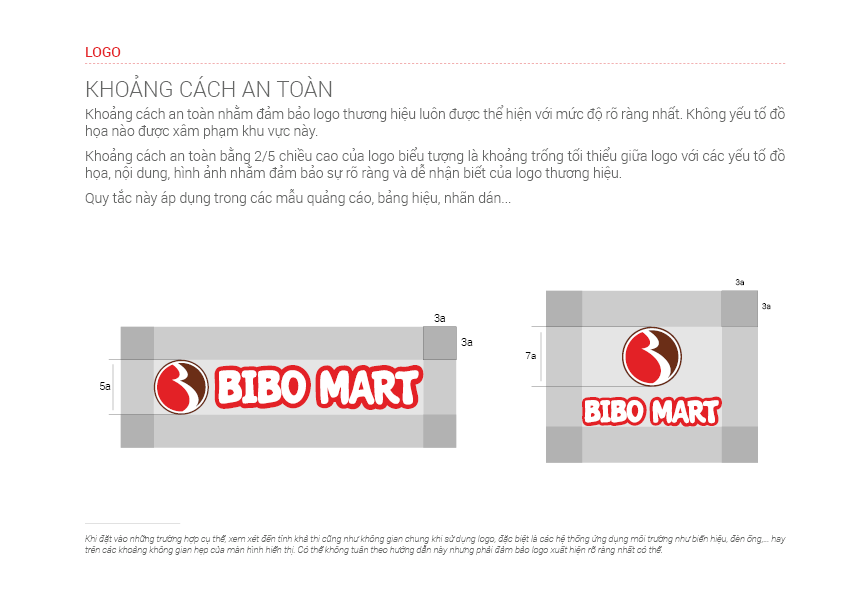 LOGO
KHOẢNG CÁCH AN TOÀN
Khoảng cách an toàn nhằm đảm bảo logo thương hiệu luôn được thể hiện với mức độ rõ ràng nhất. Không yếu tố đồ
họa nào được xâm phạm khu vực này.
Khoảng cách an toàn bằng 2/5 chiều cao của logo biểu tượng là khoảng trống tối thiểu giữa logo với các yếu tố đồ
họa, nội dung, hình ảnh nhằm đảm bảo sự rõ ràng và dễ nhận biết của logo thương hiệu.
Quy tắc này áp dụng trong các mẫu quảng cáo, bảng hiệu, nhãn dán...
3a
3a
5a
BIBO MART
3a
3a
7a
BIBO MART
Khi đặt vào những trường hợp cụ thể, xem xét đến tính khả thi cũng như không gian chung khi sử dụng logo, đặc biệt là các hệ thống ứng dụng môi trường như biển hiệu, đèn ống,... hay
trên các khoảng không gian hẹp của màn hình hiển thị. Có thể không tuân theo hướng dẫn này nhưng phải đảm bảo logo xuất hiện rõ ràng nhất có thể.